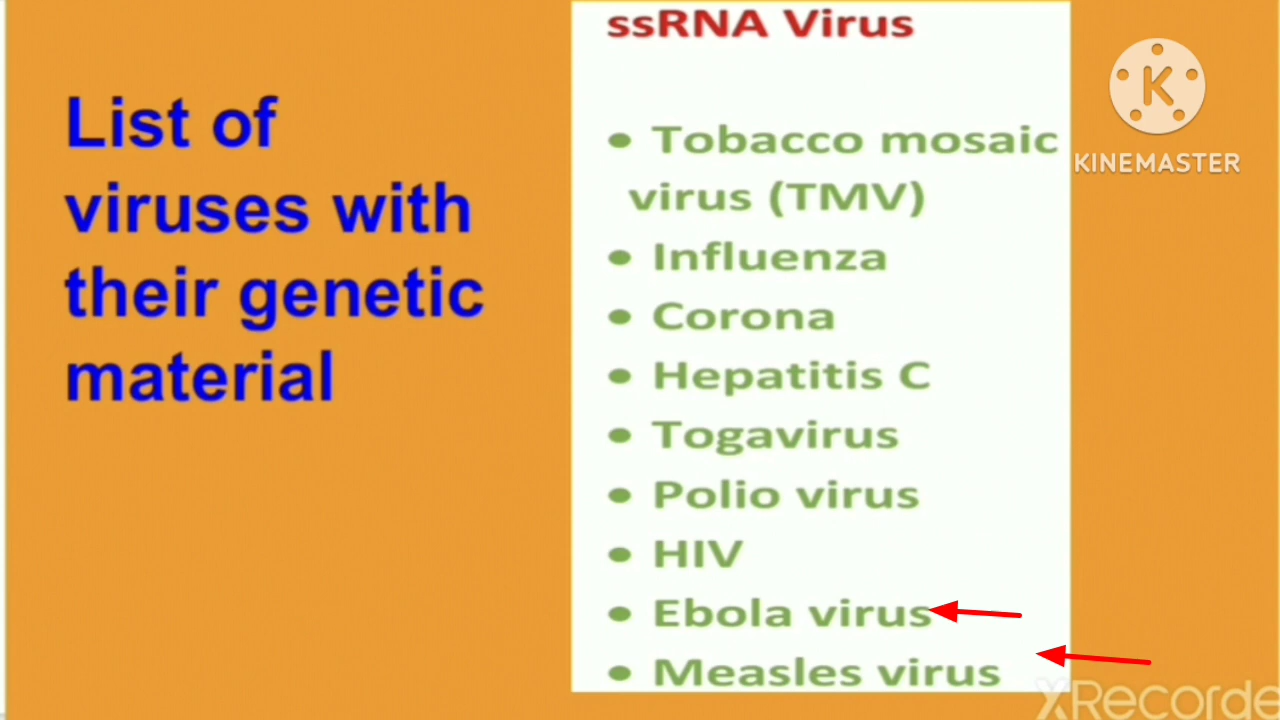 List of
viruses with
their genetic
material
ssRNA Virus
• Tobacco mosaic
virus (TMV)
• Influenza
• Corona
• Hepatitis C
• Togavirus
• Polio virus
• HIV
• Ebola virus
• Measles virus
K
KINEMASTER
XRecorde